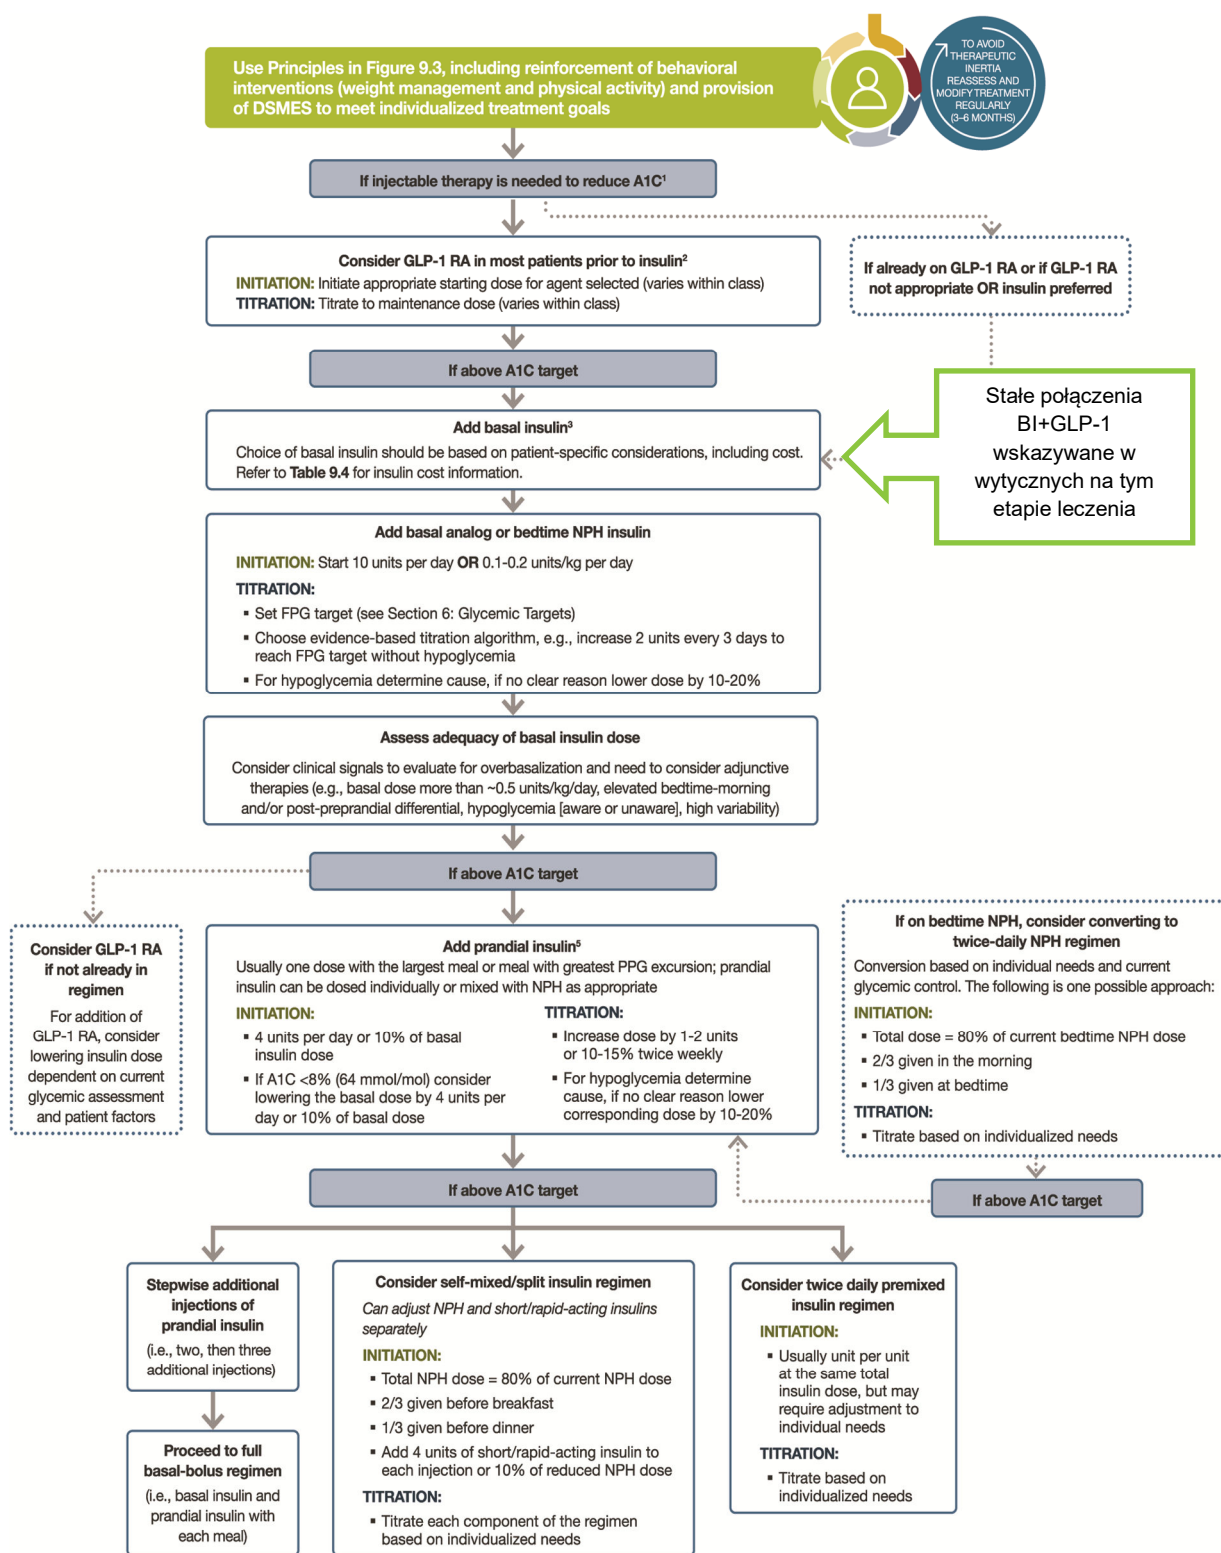 Use Principles in Figure 9.3, including reinforcement of behavioral
interventions (weight management and physical activity) and provision
of DSMES to meet individualized treatment goals
TO AVOID
THERAPEUTIC
INERTIA
REASSESS AND
MODIFY TREATMENT
REGULARLY
(3–6 MONTHS)
If injectable therapy is needed to reduce A1C¹
Consider GLP-1 RA in most patients prior to insulin²
INITIATION: Initiate appropriate starting dose for agent selected (varies within class)
TITRATION: Titrate to maintenance dose (varies within class)
If already on GLP-1 RA or if GLP-1 RA
not appropriate OR insulin preferred
If above A1C target
Stałe połączenia
BI+GLP-1
wskazywane w
wytycznych na tym
etapie leczenia
Add basal insulin³
Choice of basal insulin should be based on patient-specific considerations, including cost.
Refer to Table 9.4 for insulin cost information.
Add basal analog or bedtime NPH insulin
INITIATION: Start 10 units per day OR 0.1-0.2 units/kg per day
TITRATION:
▪ Set FPG target (see Section 6: Glycemic Targets)
▪ Choose evidence-based titration algorithm, e.g., increase 2 units every 3 days to
reach FPG target without hypoglycemia
▪ For hypoglycemia determine cause, if no clear reason lower dose by 10-20%
Assess adequacy of basal insulin dose
Consider clinical signals to evaluate for overbasalization and need to consider adjunctive
therapies (e.g., basal dose more than ~0.5 units/kg/day, elevated bedtime-morning
and/or post-preprandial differential, hypoglycemia [aware or unaware], high variability)
If above A1C target
Consider GLP-1 RA
if not already in
regimen
For addition of
GLP-1 RA, consider
lowering insulin dose
dependent on current
glycemic assessment
and patient factors
Add prandial insulin⁵
Usually one dose with the largest meal or meal with greatest PPG excursion; prandial
insulin can be dosed individually or mixed with NPH as appropriate
INITIATION:
▪ 4 units per day or 10% of basal
insulin dose
▪ If A1C <8% (64 mmol/mol) consider
lowering the basal dose by 4 units per
day or 10% of basal dose
TITRATION:
▪ Increase dose by 1-2 units
or 10-15% twice weekly
▪ For hypoglycemia determine
cause, if no clear reason lower
corresponding dose by 10-20%
If on bedtime NPH, consider converting to
twice-daily NPH regimen
Conversion based on individual needs and current
glycemic control. The following is one possible approach:
INITIATION:
▪ Total dose = 80% of current bedtime NPH dose
▪ 2/3 given in the morning
▪ 1/3 given at bedtime
TITRATION:
▪ Titrate based on individualized needs
If above A1C target
If above A1C target
Stepwise additional
injections of
prandial insulin
(i.e., two, then three
additional injections)
Proceed to full
basal-bolus regimen
(i.e., basal insulin and
prandial insulin with
each meal)
Consider self-mixed/split insulin regimen
Can adjust NPH and short/rapid-acting insulins
separately
INITIATION:
▪ Total NPH dose = 80% of current NPH dose
▪ 2/3 given before breakfast
▪ 1/3 given before dinner
▪ Add 4 units of short/rapid-acting insulin to
each injection or 10% of reduced NPH dose
TITRATION:
▪ Titrate each component of the regimen
based on individualized needs
Consider twice daily premixed
insulin regimen
INITIATION:
▪ Usually unit per unit
at the same total
insulin dose, but may
require adjustment to
individual needs
TITRATION:
▪ Titrate based on
individualized needs